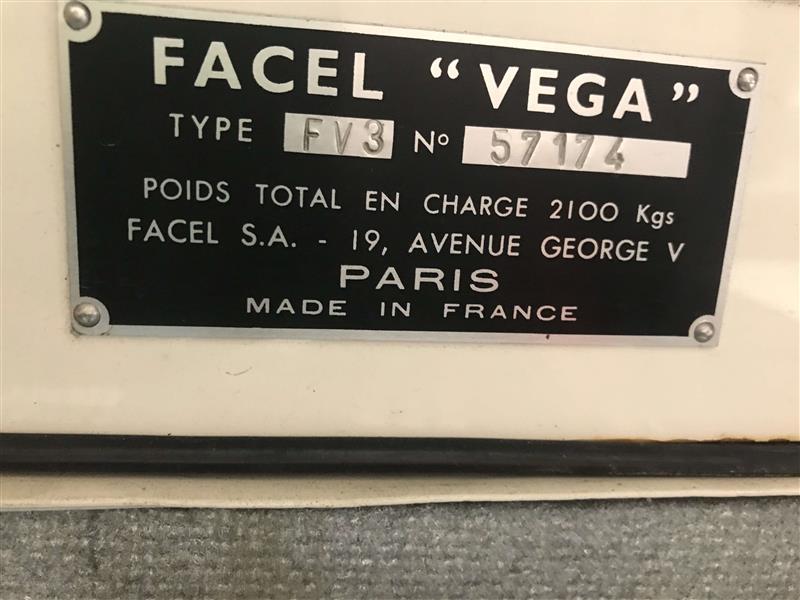 FACEL “VEGA”
TYPE FV3 Nº 57174
POIDS TOTAL EN CHARGE 2100 Kgs
FACEL S.A. - 19, AVENUE GEORGE V
PARIS
MADE IN FRANCE